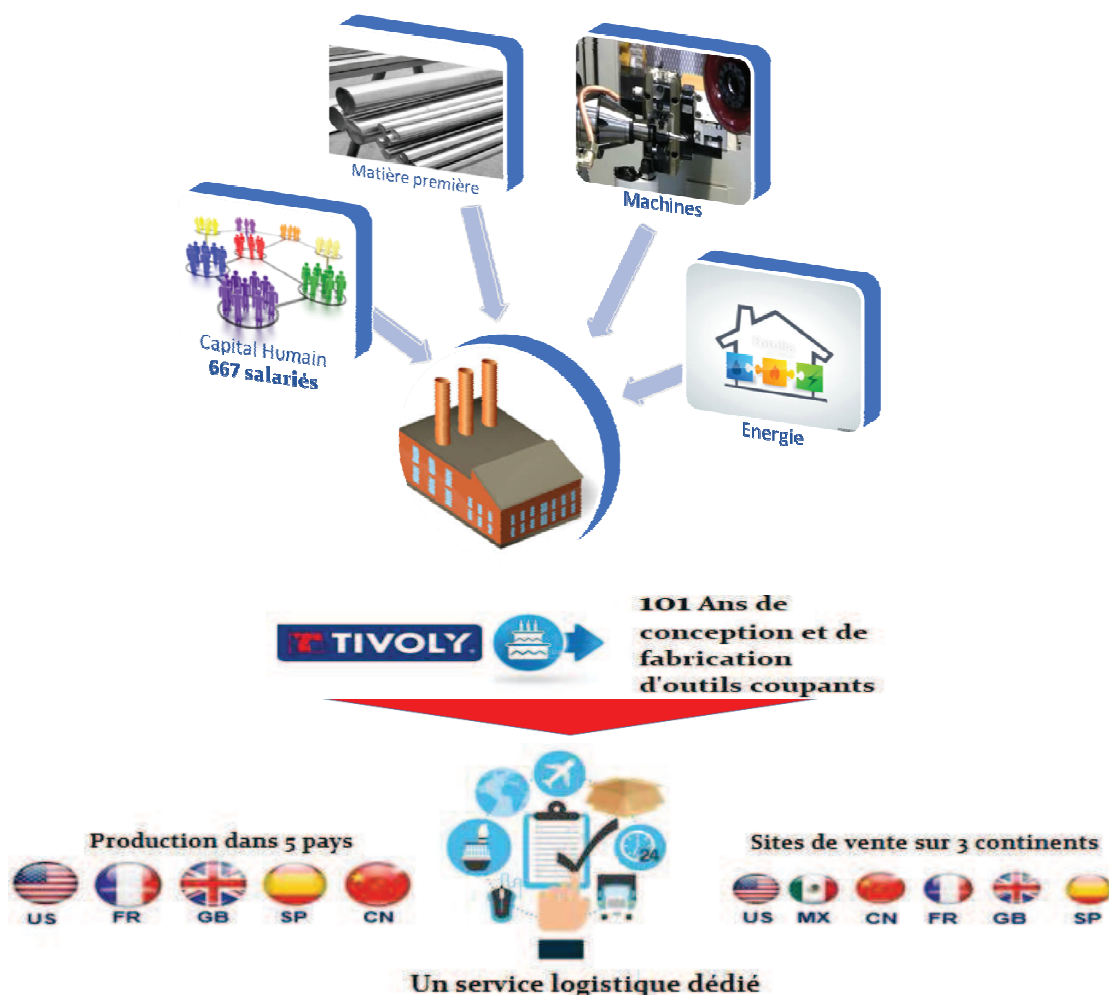 Matière première
Machines
Capital Humain
667 salariés
Energie
TIVOLY
101 Ans de
conception et de
fabrication
d'outils coupants
Production dans 5 pays
US FR GB SP CN
24
Sites de vente sur 3 continents
US MX CN FR GB SP
Un service logistique dédié